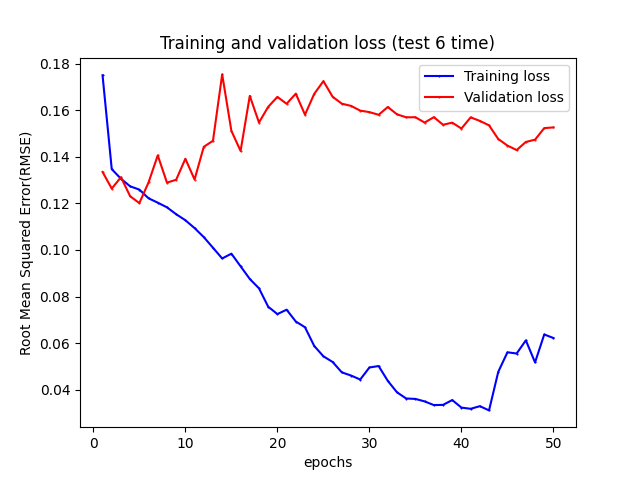 Training and validation loss (test 6 time)
Training loss
Validation loss
Root Mean Squared Error(RMSE)
0.18
0.16
0.14
0.12
0.10
0.08
0.06
0.04
0 10 20 30 40 50
epochs